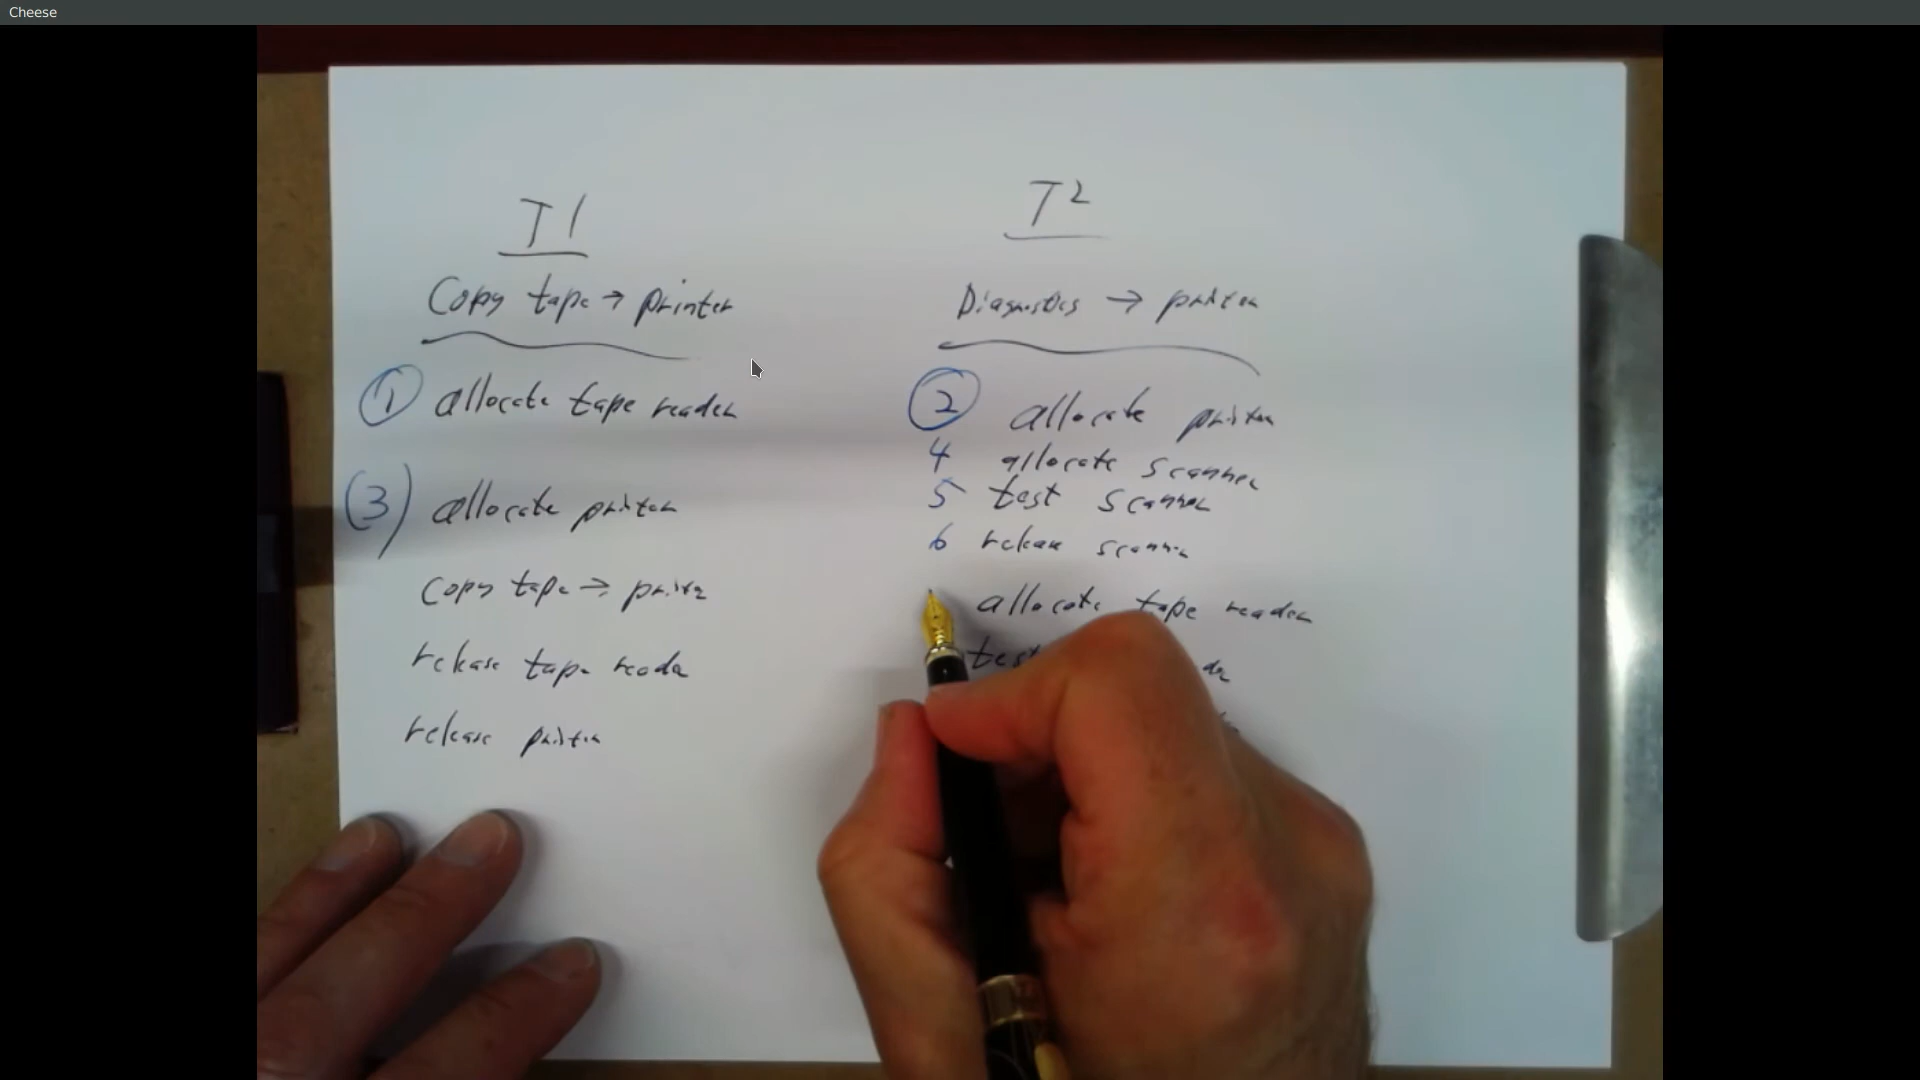 Cheese
T1
Copy tape → printer
① allocate tape reader
(3) allocate printer
Copy tape → printer
release tape reader
release printer
T2
Diagnostics → printer
② allocate printer
4 allocate scanner
5 test scanner
6 release scanner
allocate tape reader
test